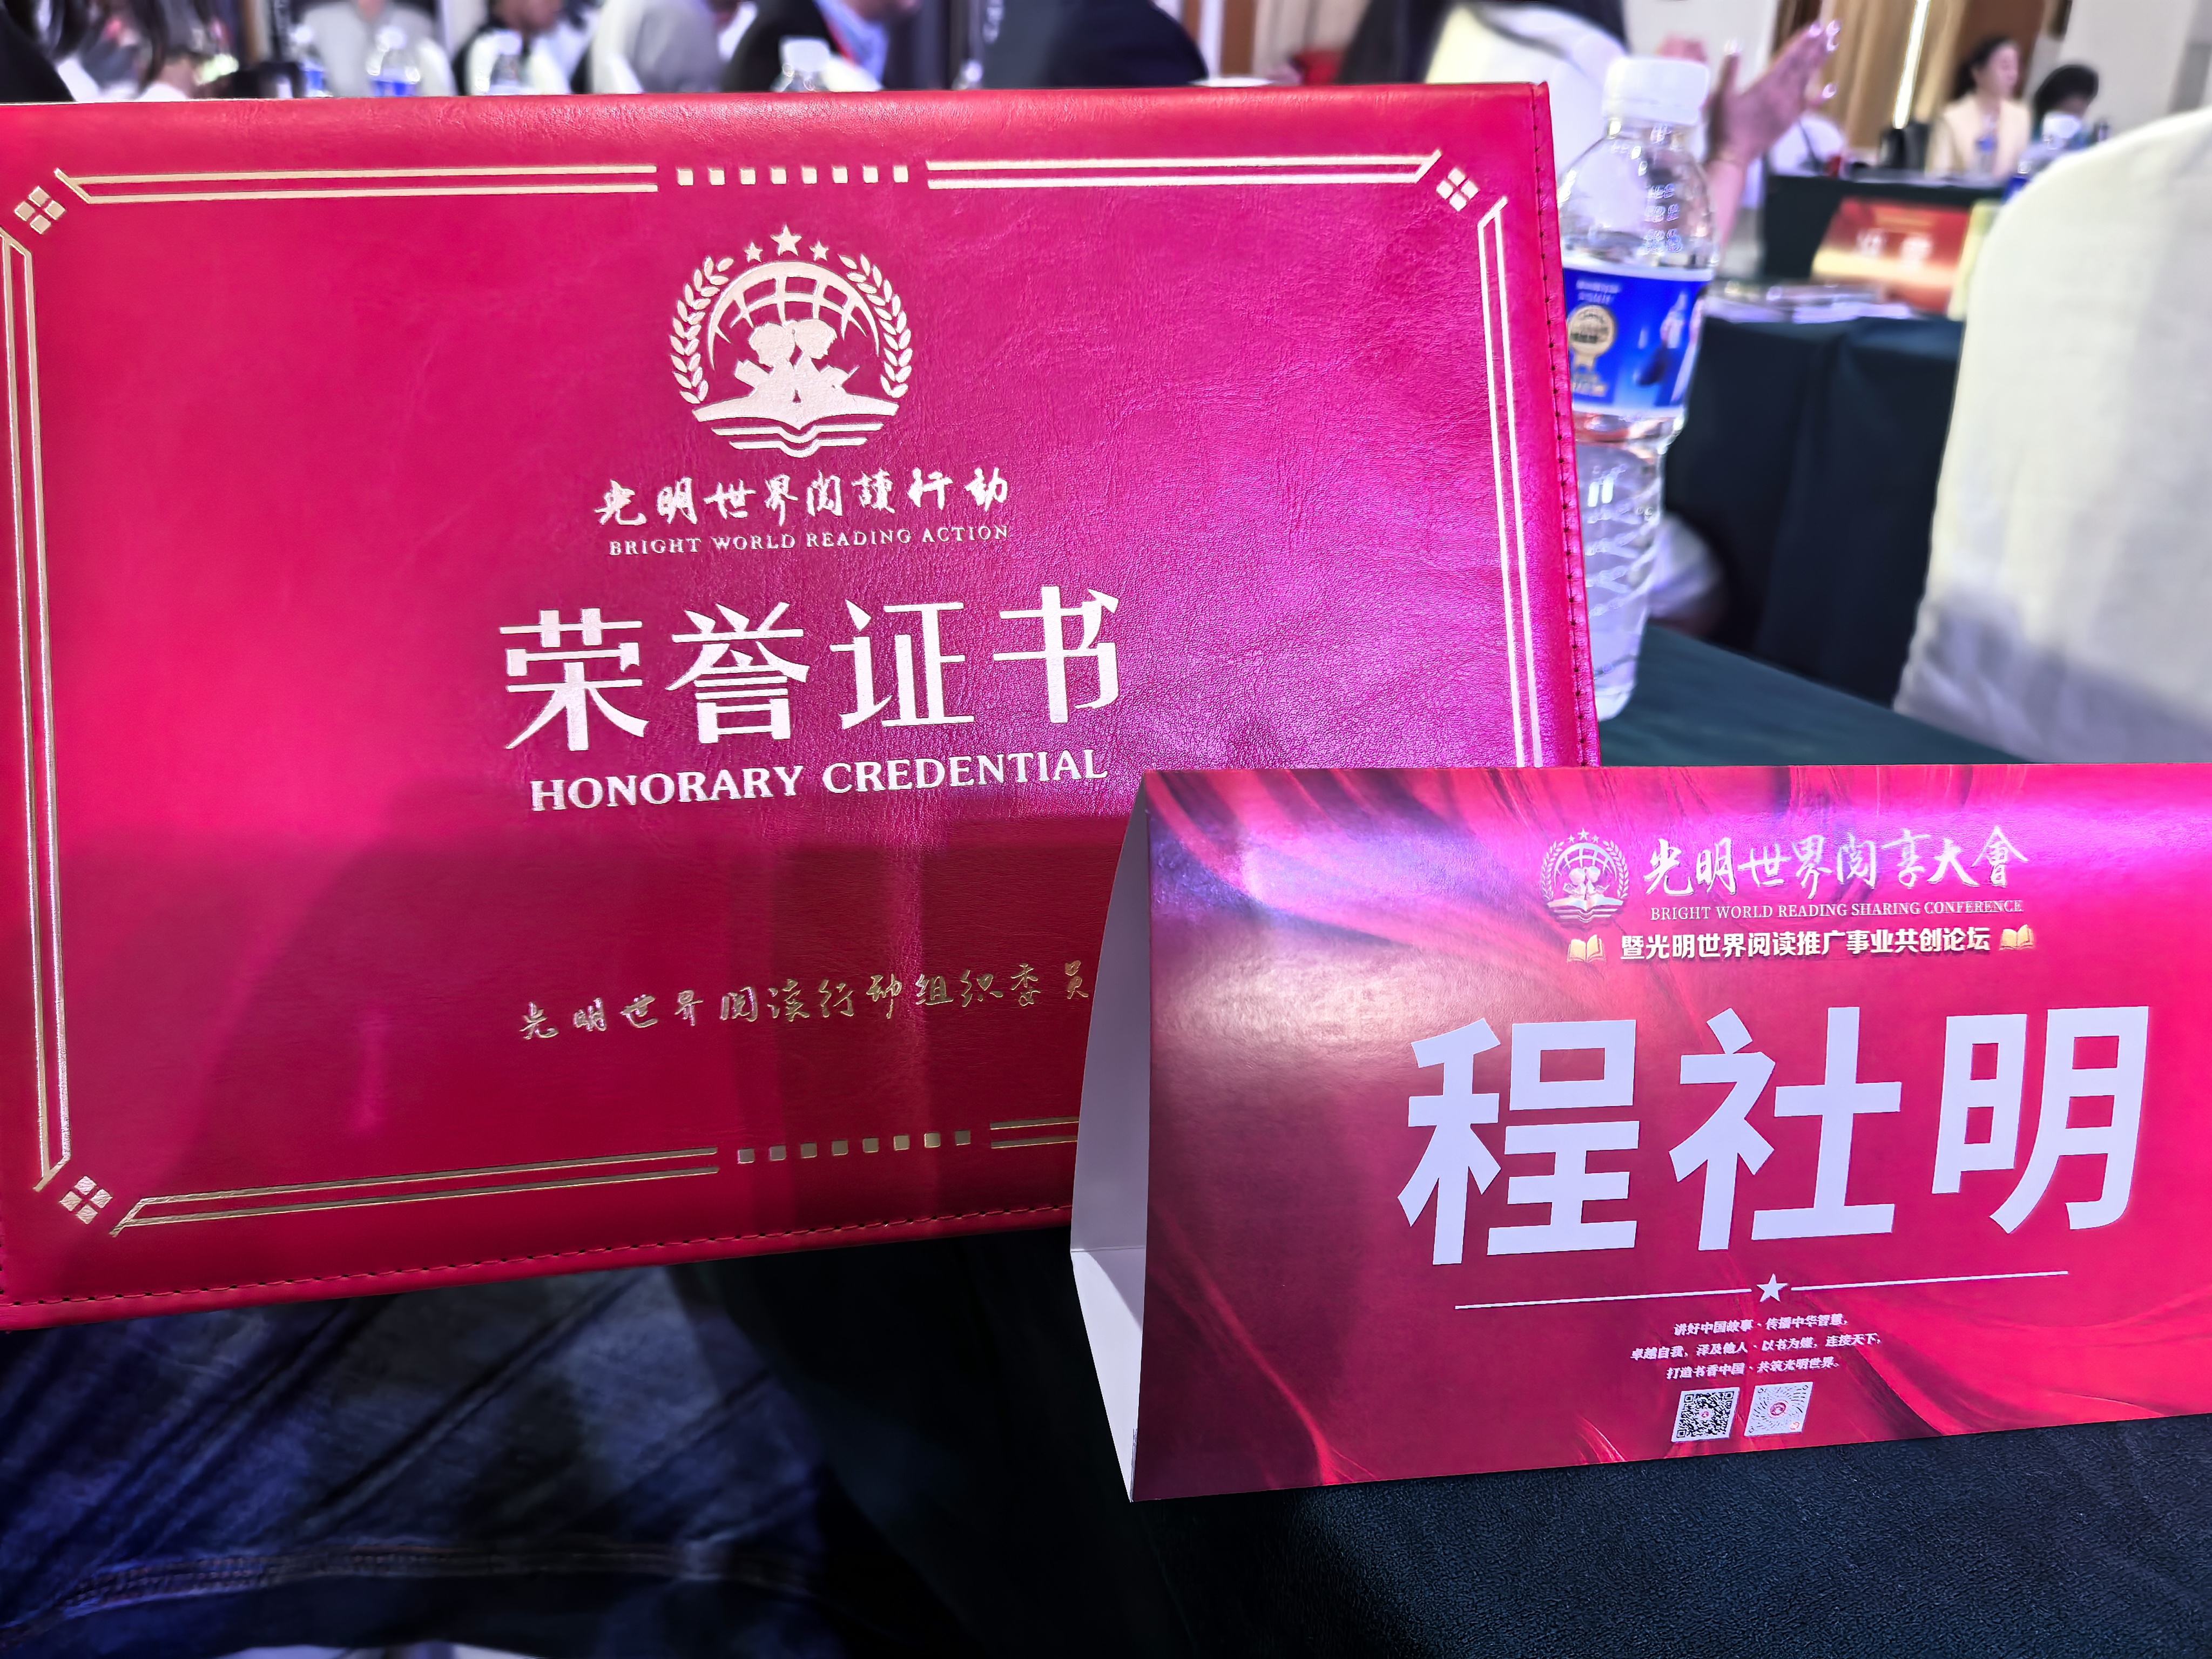 光明世界阅讀行动
BRIGHT WORLD READING ACTION
荣誉证书
HONORARY CREDENTIAL
光明世界阅读行动组织委员
光明世界阅享大會
BRIGHT WORLD READING SHARING CONFERENCE
暨光明世界阅读推广事业共创论坛
程社明
讲好中国故事、传播中华智慧，
卓越自我，泽及他人、以书为媒，连接天下，
打造书香中国、共筑光明世界。